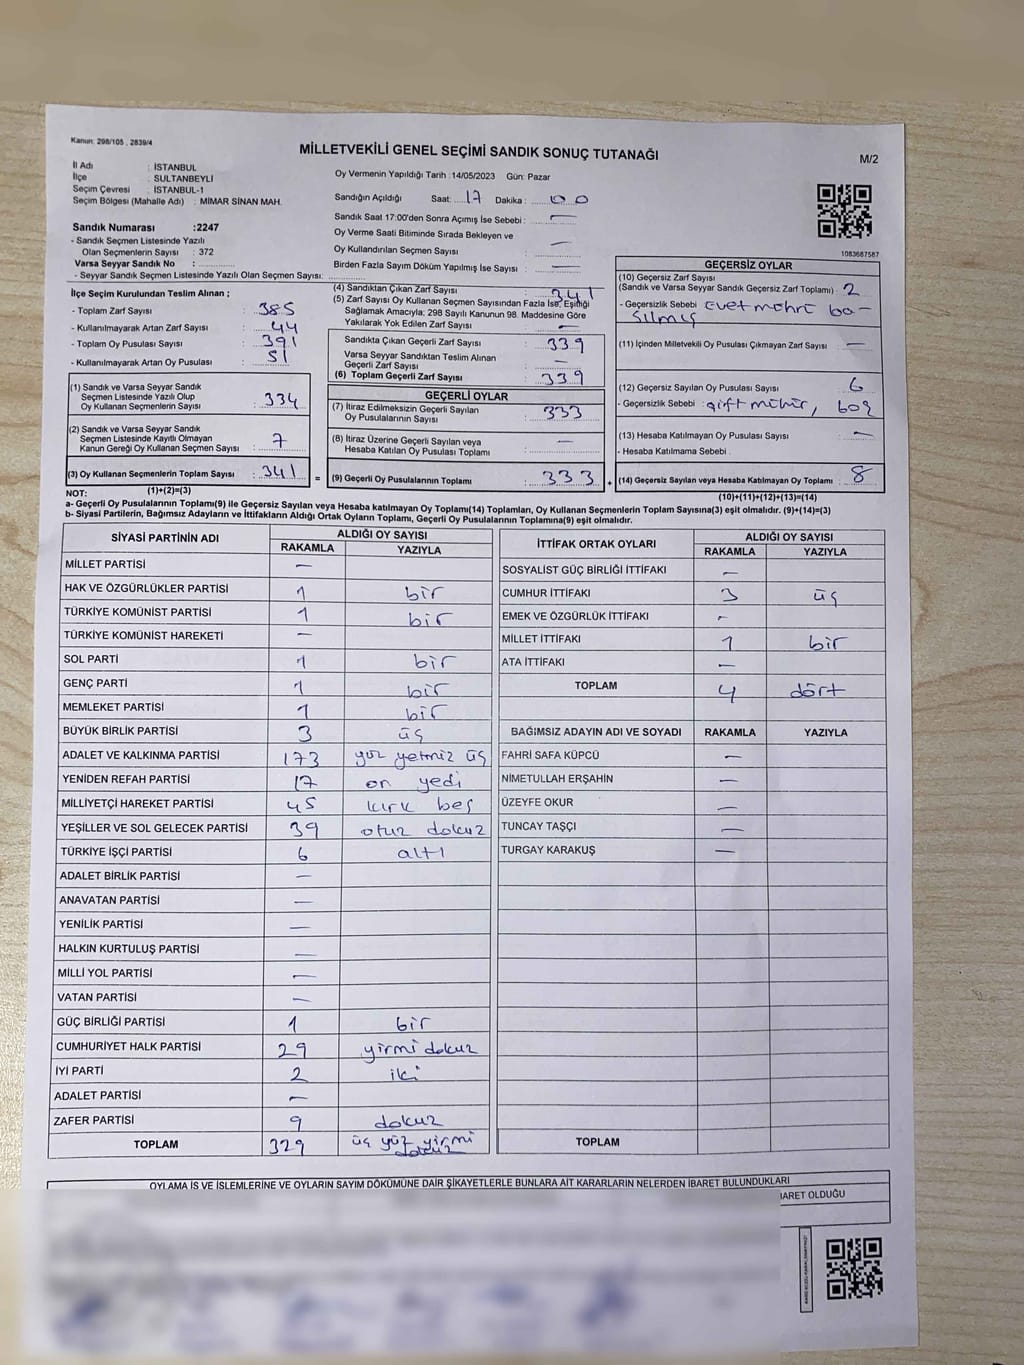 Kanun: 298/105 , 2839/4
MİLLETVEKİLİ GENEL SEÇİMİ SANDIK SONUÇ TUTANAĞI
M/2
İl Adı : İSTANBUL
İlçe : SULTANBEYLİ
Seçim Çevresi : İSTANBUL-1
Seçim Bölgesi (Mahalle Adı) : MİMAR SİNAN MAH.
Oy Vermenin Yapıldığı Tarih : 14/05/2023 Gün: Pazar
Sandığın Açıldığı Saat: 17 Dakika : 00
Sandık Saat 17:00'den Sonra Açımış İse Sebebi : —
Oy Verme Saati Bitiminde Sırada Bekleyen ve
Oy Kullandırılan Seçmen Sayısı : —
Birden Fazla Sayım Döküm Yapılmış İse Sayısı : —
1083687587
Sandık Numarası :2247
- Sandık Seçmen Listesinde Yazılı
Olan Seçmenlerin Sayısı : 372
Varsa Seyyar Sandık No :
- Seyyar Sandık Seçmen Listesinde Yazılı Olan Seçmen Sayısı:
İlçe Seçim Kurulundan Teslim Alınan ;
- Toplam Zarf Sayısı : 385
- Kullanılmayarak Artan Zarf Sayısı : 44
- Toplam Oy Pusulası Sayısı : 391
- Kullanılmayarak Artan Oy Pusulası : 51
(1) Sandık ve Varsa Seyyar Sandık
Seçmen Listesinde Yazılı Olup
Oy Kullanan Seçmenlerin Sayısı : 334
(2) Sandık ve Varsa Seyyar Sandık
Seçmen Listesinde Kayıtlı Olmayan
Kanun Gereği Oy Kullanan Seçmen Sayısı : 7
(3) Oy Kullanan Seçmenlerin Toplam Sayısı : 341
(1)+(2)=(3)
(4) Sandıktan Çıkan Zarf Sayısı : 341
(5) Zarf Sayısı Oy Kullanan Seçmen Sayısından Fazla İse, Eşitliği
Sağlamak Amacıyla; 298 Sayılı Kanunun 98. Maddesine Göre
Yakılarak Yok Edilen Zarf Sayısı : —
Sandıkta Çıkan Geçerli Zarf Sayısı : 339
Varsa Seyyar Sandıktan Teslim Alınan
Geçerli Zarf Sayısı : —
(6) Toplam Geçerli Zarf Sayısı : 339
GEÇERLİ OYLAR
(7) İtiraz Edilmeksizin Geçerli Sayılan
Oy Pusulalarının Sayısı : 333
(8) İtiraz Üzerine Geçerli Sayılan veya
Hesaba Katılan Oy Pusulası Toplamı : —
= (9) Geçerli Oy Pusulalarının Toplamı : 333 +
GEÇERSİZ OYLAR
(10) Geçersiz Zarf Sayısı
(Sandık ve Varsa Seyyar Sandık Geçersiz Zarf Toplamı) : 2
- Geçersizlik Sebebi : Evet mührü ba-
sılmış
(11) İçinden Milletvekili Oy Pusulası Çıkmayan Zarf Sayısı : —
(12) Geçersiz Sayılan Oy Pusulası Sayısı : 6
- Geçersizlik Sebebi : çift mühür, boş
(13) Hesaba Katılmayan Oy Pusulası Sayısı : —
- Hesaba Katılmama Sebebi :
(14) Geçersiz Sayılan veya Hesaba Katılmayan Oy Toplamı : 8
(10)+(11)+(12)+(13)=(14)
NOT:
a- Geçerli Oy Pusulalarının Toplamı(9) ile Geçersiz Sayılan veya Hesaba katılmayan Oy Toplamı(14) Toplamları, Oy Kullanan Seçmenlerin Toplam Sayısına(3) eşit olmalıdır. (9)+(14)=(3)
b- Siyasi Partilerin, Bağımsız Adayların ve İttifakların Aldığı Ortak Oyların Toplamı, Geçerli Oy Pusulalarının Toplamına(9) eşit olmalıdır.
SİYASİ PARTİNİN ADI ALDIĞI OY SAYISI
RAKAMLA YAZIYLA
MİLLET PARTİSİ —
HAK VE ÖZGÜRLÜKLER PARTİSİ 1 bir
TÜRKİYE KOMÜNİST PARTİSİ 1 bir
TÜRKİYE KOMÜNİST HAREKETİ —
SOL PARTİ 1 bir
GENÇ PARTİ 1 bir
MEMLEKET PARTİSİ 1 bir
BÜYÜK BİRLİK PARTİSİ 3 üç
ADALET VE KALKINMA PARTİSİ 173 yüz yetmiz üç
YENİDEN REFAH PARTİSİ 17 on yedi
MİLLİYETÇİ HAREKET PARTİSİ 45 kırk beş
YEŞİLLER VE SOL GELECEK PARTİSİ 39 otuz dokuz
TÜRKİYE İŞÇİ PARTİSİ 6 altı
ADALET BİRLİK PARTİSİ —
ANAVATAN PARTİSİ —
YENİLİK PARTİSİ —
HALKIN KURTULUŞ PARTİSİ —
MİLLİ YOL PARTİSİ —
VATAN PARTİSİ —
GÜÇ BİRLİĞİ PARTİSİ 1 bir
CUMHURİYET HALK PARTİSİ 29 yirmi dokuz
İYİ PARTİ 2 iki
ADALET PARTİSİ —
ZAFER PARTİSİ 9 dokuz
TOPLAM 329 üç yüz yirmi
dokuz
İTTİFAK ORTAK OYLARI ALDIĞI OY SAYISI
RAKAMLA YAZIYLA
SOSYALİST GÜÇ BİRLİĞİ İTTİFAKI —
CUMHUR İTTİFAKI 3 üç
EMEK VE ÖZGÜRLÜK İTTİFAKI —
MİLLET İTTİFAKI 1 bir
ATA İTTİFAKI —
TOPLAM 4 dört
BAĞIMSIZ ADAYIN ADI VE SOYADI RAKAMLA YAZIYLA
FAHRİ SAFA KÜPCÜ —
NİMETULLAH ERŞAHİN —
ÜZEYFE OKUR —
TUNCAY TAŞÇI —
TURGAY KARAKUŞ —
TOPLAM
OYLAMA İŞ VE İŞLEMLERİNE VE OYLARIN SAYIM DÖKÜMÜNE DAİR ŞİKAYETLERLE BUNLARA AİT KARARLARIN NELERDEN İBARET BULUNDUKLARI
İBARET OLDUĞU